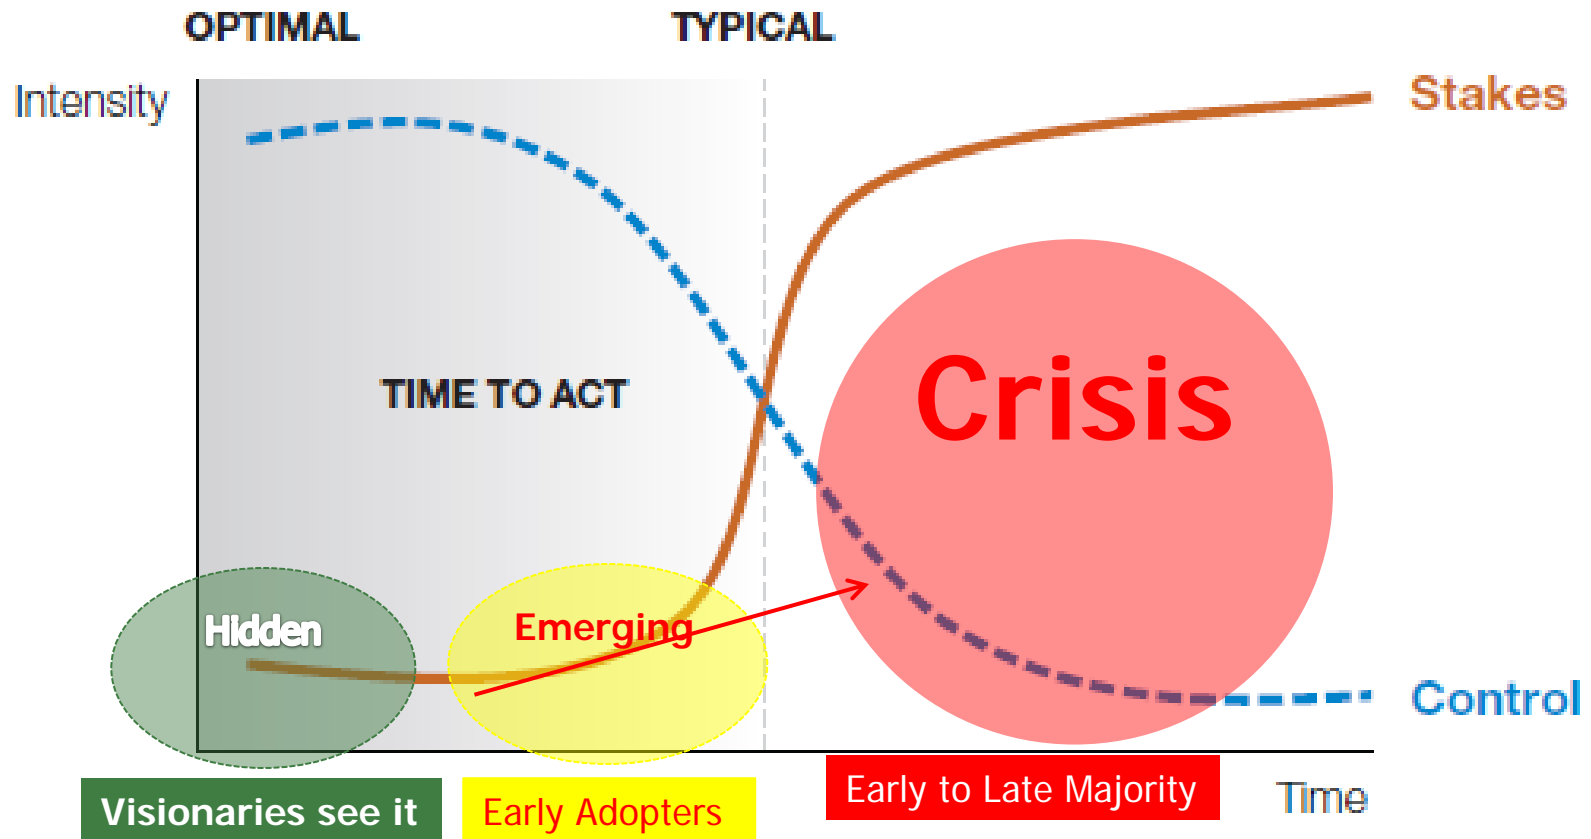 OPTIMAL
TYPICAL
Intensity
Stakes
Crisis
TIME TO ACT
Hidden
Emerging
Control
Visionaries see it
Early Adopters
Early to Late Majority
Time